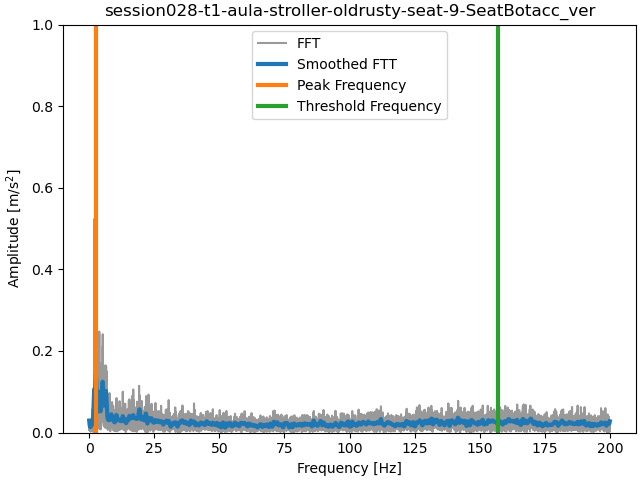 session028-t1-aula-stroller-oldrusty-seat-9-SeatBotacc_ver
FFT
Smoothed FTT
Peak Frequency
Threshold Frequency
1.0
0.8
0.6
0.4
0.2
0.0
Amplitude [m/s²]
0 25 50 75 100 125 150 175 200
Frequency [Hz]